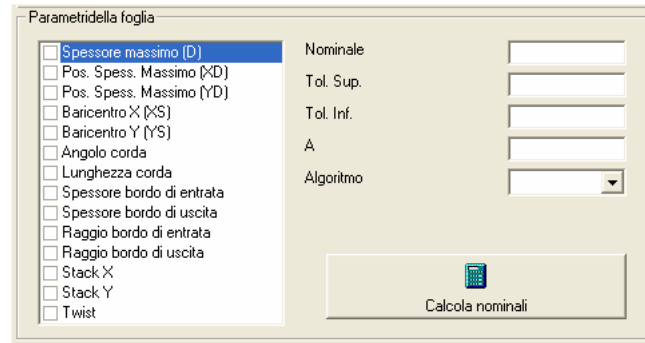 Parametridella foglia
Spessore massimo (D)
Pos. Spess. Massimo (XD)
Pos. Spess. Massimo (YD)
Baricentro X (XS)
Baricentro Y (YS)
Angolo corda
Lunghezza corda
Spessore bordo di entrata
Spessore bordo di uscita
Raggio bordo di entrata
Raggio bordo di uscita
Stack X
Stack Y
Twist
Nominale
Tol. Sup.
Tol. Inf.
A
Algoritmo
Calcola nominali